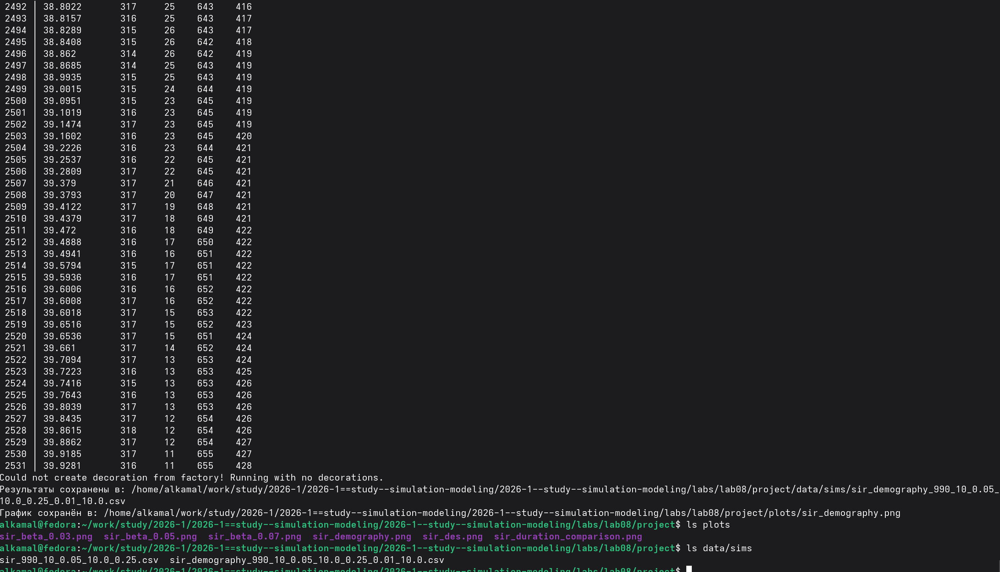 2492 │ 38.8022 317 25 643 416
2493 │ 38.8157 316 25 643 417
2494 │ 38.8289 315 26 643 417
2495 │ 38.8408 315 26 642 418
2496 │ 38.862 314 26 642 419
2497 │ 38.8685 314 25 643 419
2498 │ 38.9935 315 25 643 419
2499 │ 39.0015 315 24 644 419
2500 │ 39.0951 315 23 645 419
2501 │ 39.1019 316 23 645 419
2502 │ 39.1474 317 23 645 419
2503 │ 39.1602 316 23 645 420
2504 │ 39.2226 316 23 644 421
2505 │ 39.2537 316 22 645 421
2506 │ 39.2809 317 22 645 421
2507 │ 39.379 317 21 646 421
2508 │ 39.3793 317 20 647 421
2509 │ 39.4122 317 19 648 421
2510 │ 39.4379 317 18 649 421
2511 │ 39.472 316 18 649 422
2512 │ 39.4888 316 17 650 422
2513 │ 39.4941 316 16 651 422
2514 │ 39.5794 315 17 651 422
2515 │ 39.5936 316 17 651 422
2516 │ 39.6006 316 16 652 422
2517 │ 39.6008 317 16 652 422
2518 │ 39.6018 317 15 653 422
2519 │ 39.6516 317 15 652 423
2520 │ 39.6536 317 15 651 424
2521 │ 39.661 317 14 652 424
2522 │ 39.7094 317 13 653 424
2523 │ 39.7223 316 13 653 425
2524 │ 39.7416 315 13 653 426
2525 │ 39.7643 316 13 653 426
2526 │ 39.8039 317 13 653 426
2527 │ 39.8435 317 12 654 426
2528 │ 39.8615 318 12 654 426
2529 │ 39.8862 317 12 654 427
2530 │ 39.9185 317 11 655 427
2531 │ 39.9281 316 11 655 428
Could not create decoration from factory! Running with no decorations.
Результаты сохранены в: /home/alkamal/work/study/2026-1/2026-1==study--simulation-modeling/2026-1--study--simulation-modeling/labs/lab08/project/data/sims/sir_demography_990_10_0.05_
10.0_0.25_0.01_10.0.csv
График сохранён в: /home/alkamal/work/study/2026-1/2026-1==study--simulation-modeling/2026-1--study--simulation-modeling/labs/lab08/project/plots/sir_demography.png
alkamal@fedora:~/work/study/2026-1/2026-1==study--simulation-modeling/2026-1--study--simulation-modeling/labs/lab08/project$ ls plots
sir_beta_0.03.png sir_beta_0.05.png sir_beta_0.07.png sir_demography.png sir_des.png sir_duration_comparison.png
alkamal@fedora:~/work/study/2026-1/2026-1==study--simulation-modeling/2026-1--study--simulation-modeling/labs/lab08/project$ ls data/sims
sir_990_10_0.05_10.0_0.25.csv sir_demography_990_10_0.05_10.0_0.25_0.01_10.0.csv
alkamal@fedora:~/work/study/2026-1/2026-1==study--simulation-modeling/2026-1--study--simulation-modeling/labs/lab08/project$